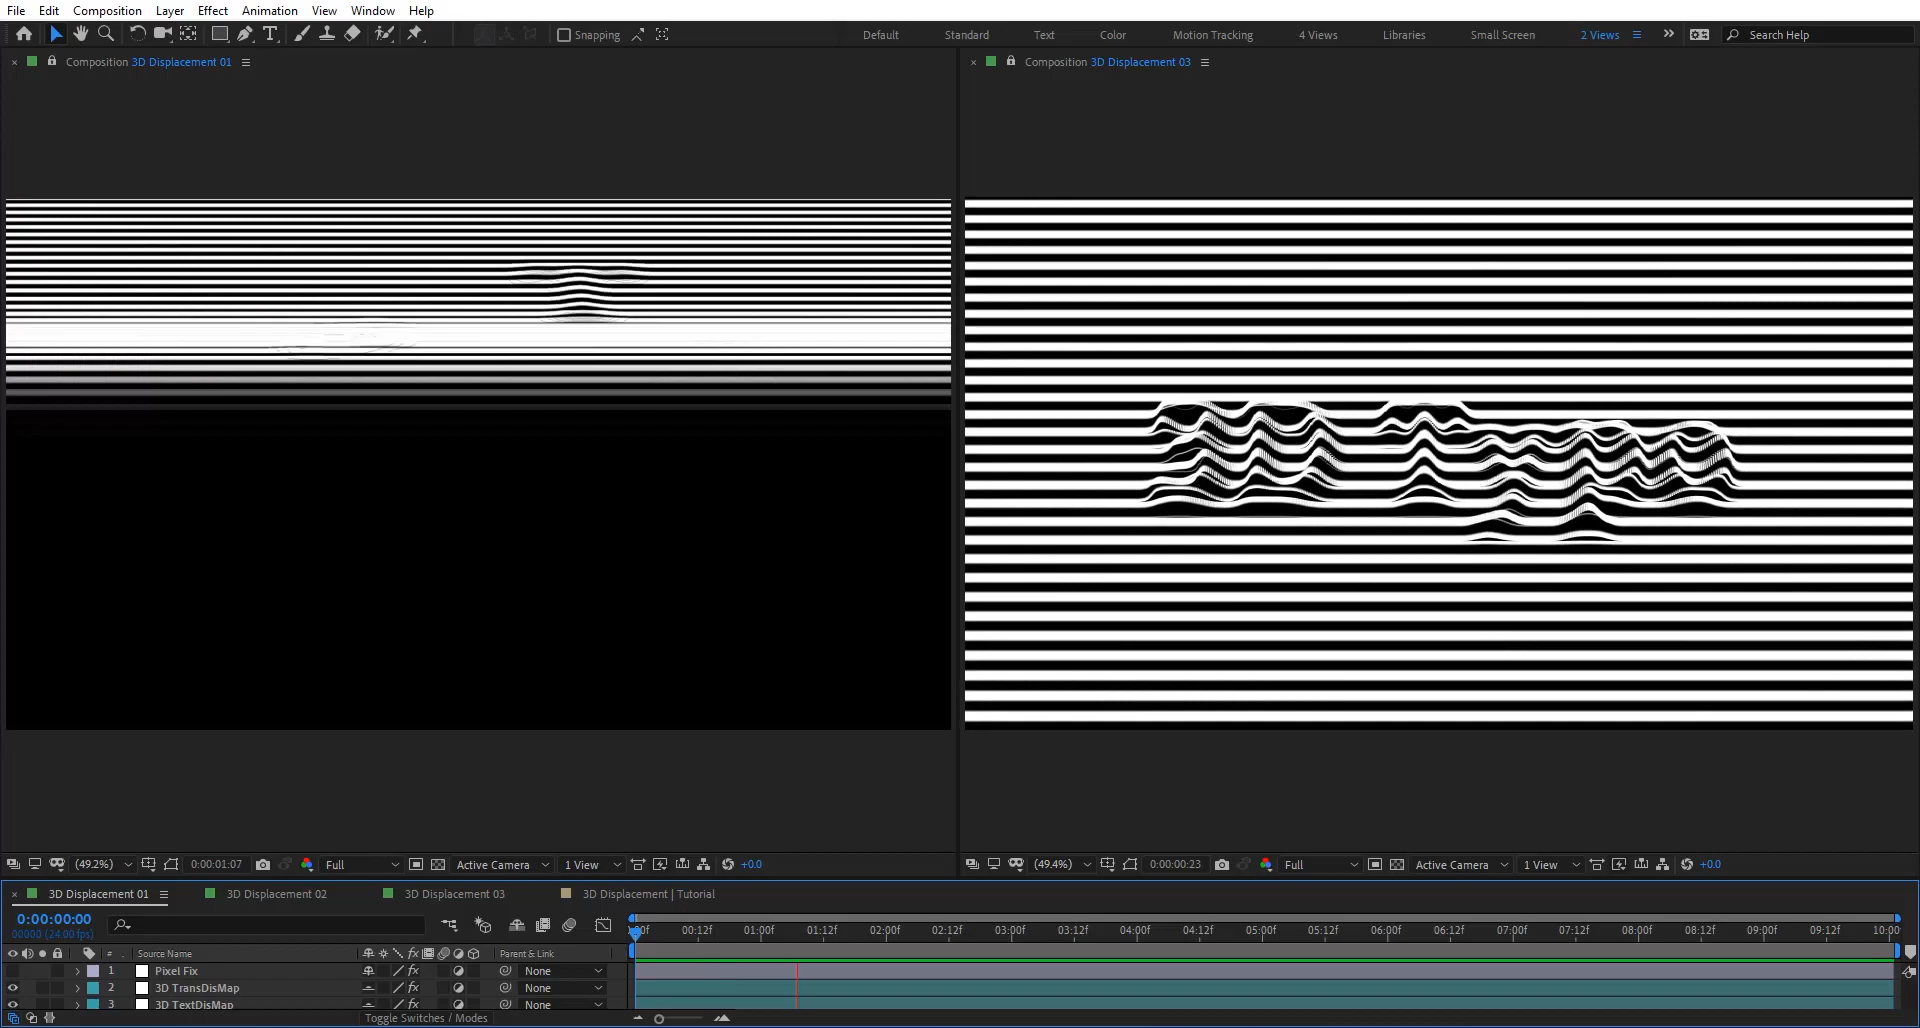 File Edit Composition Layer Effect Animation View Window Help
Snapping Default Standard Text Color Motion Tracking 4 Views Libraries Small Screen 2 Views Search Help
Composition 3D Displacement 01
Composition 3D Displacement 03
(49.2%) 0:00:01:07 Full Active Camera 1 View +0.0
(49.4%) 0:00:00:23 Full Active Camera 1 View +0.0
3D Displacement 01 3D Displacement 02 3D Displacement 03 3D Displacement | Tutorial
0:00:00:00
00000 (24.00 fps)
:00f 00:12f 01:00f 01:12f 02:00f 02:12f 03:00f 03:12f 04:00f 04:12f 05:00f 05:12f 06:00f 06:12f 07:00f 07:12f 08:00f 08:12f 09:00f 09:12f 10:00
# Source Name fx Parent & Link
1 Pixel Fix fx None
2 3D TransDisMap fx None
3 3D TextDisMap fx None
Toggle Switches / Modes